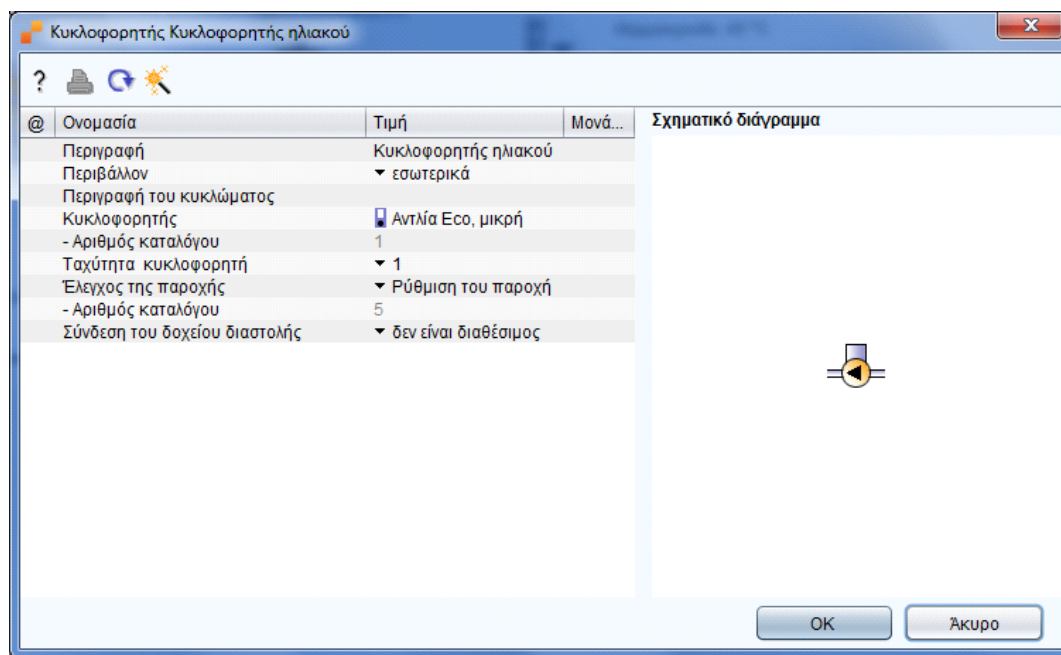 Κυκλοφορητής Κυκλοφορητής ηλιακού
?
@ Ονομασία Τιμή Μονά...
Περιγραφή Κυκλοφορητής ηλιακού
Περιβάλλον εσωτερικά
Περιγραφή του κυκλώματος
Κυκλοφορητής Αντλία Eco, μικρή
- Αριθμός καταλόγου 1
Ταχύτητα κυκλοφορητή 1
Έλεγχος της παροχής Ρύθμιση του παροχή
- Αριθμός καταλόγου 5
Σύνδεση του δοχείου διαστολής δεν είναι διαθέσιμος
Σχηματικό διάγραμμα
OK Άκυρο